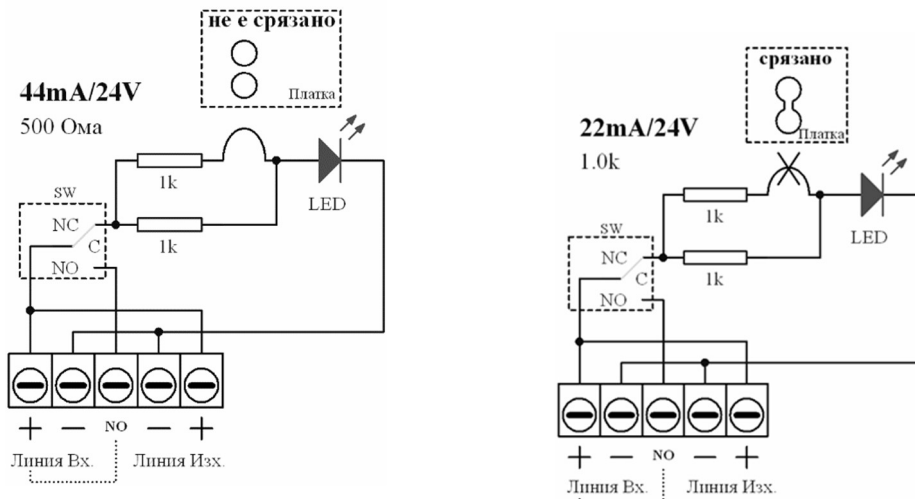 не е срязано
Платка
44mA/24V
500 Ома
1k
LED
SW
NC
1k
C
NO
+ − NO − +
Линия Вх. Линия Изх.
срязано
Платка
22mA/24V
1.0k
1k
LED
SW
NC
1k
C
NO
+ − NO − +
Линия Вх. Линия Изх.